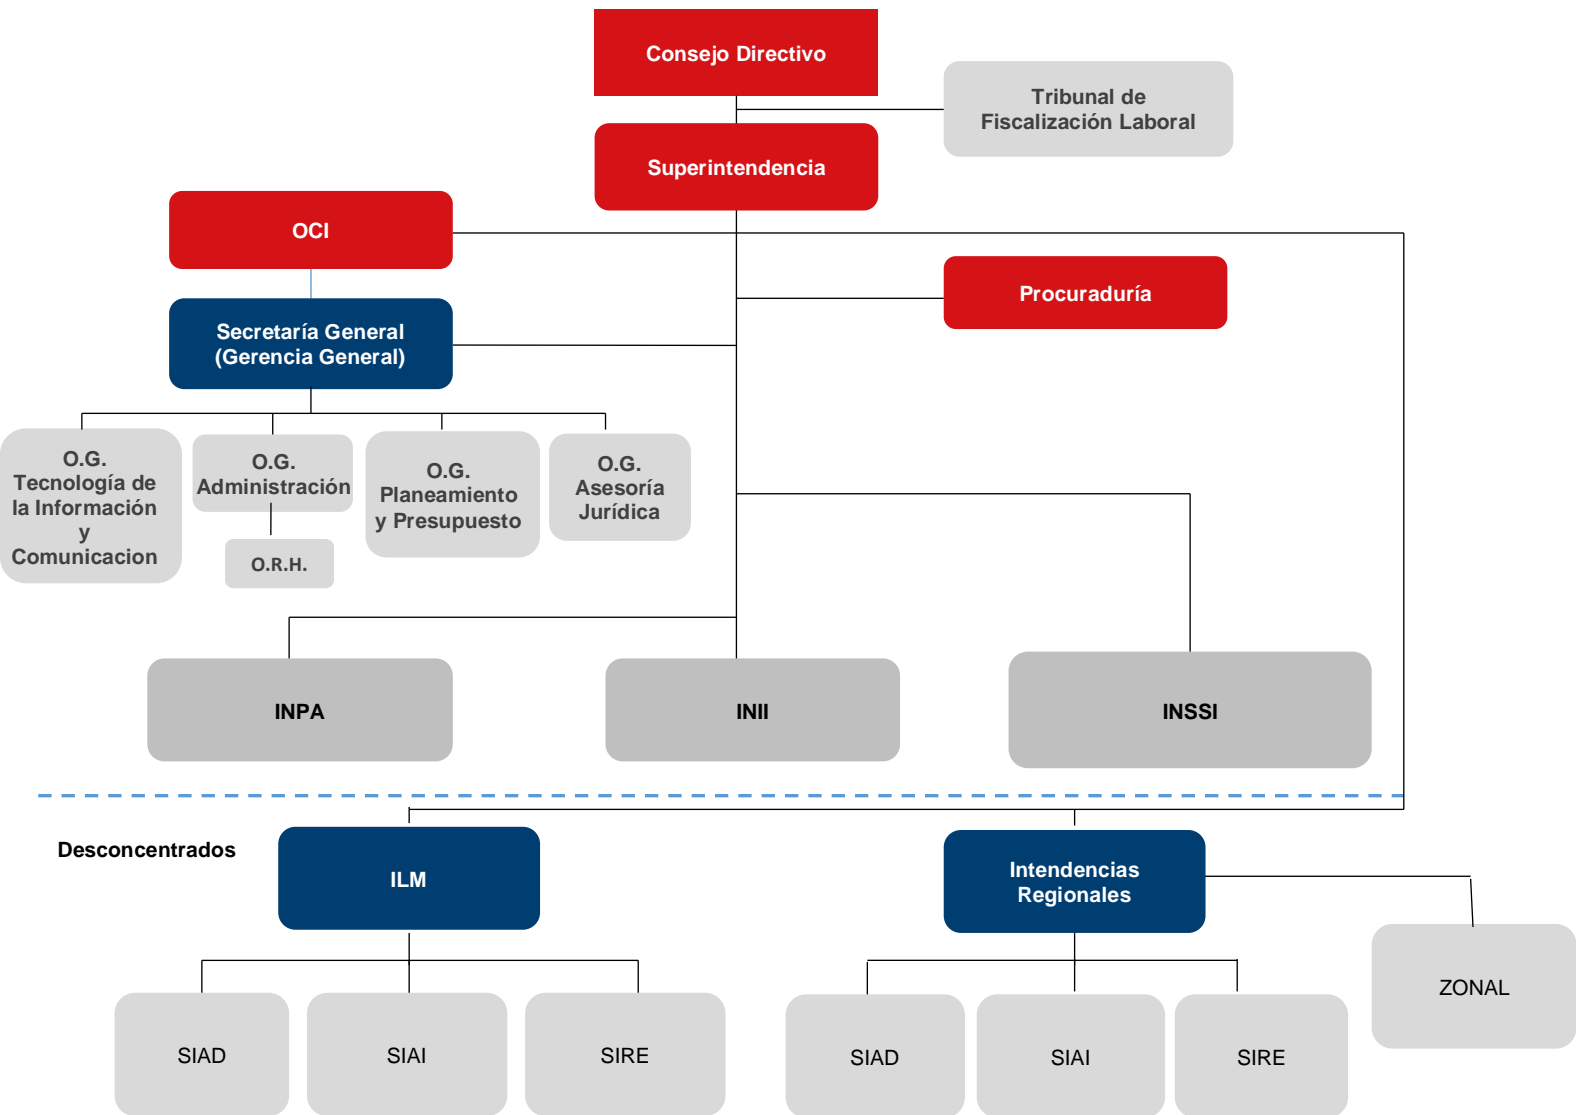 Consejo Directivo
Tribunal de
Fiscalización Laboral
Superintendencia
OCI
Procuraduría
Secretaría General
(Gerencia General)
O.G.
Tecnología de
la Información
y
Comunicacion
O.G.
Administración
O.R.H.
O.G.
Planeamiento
y Presupuesto
O.G.
Asesoría
Jurídica
INPA
INII
INSSI
Desconcentrados
ILM
Intendencias
Regionales
ZONAL
SIAD
SIAI
SIRE
SIAD
SIAI
SIRE